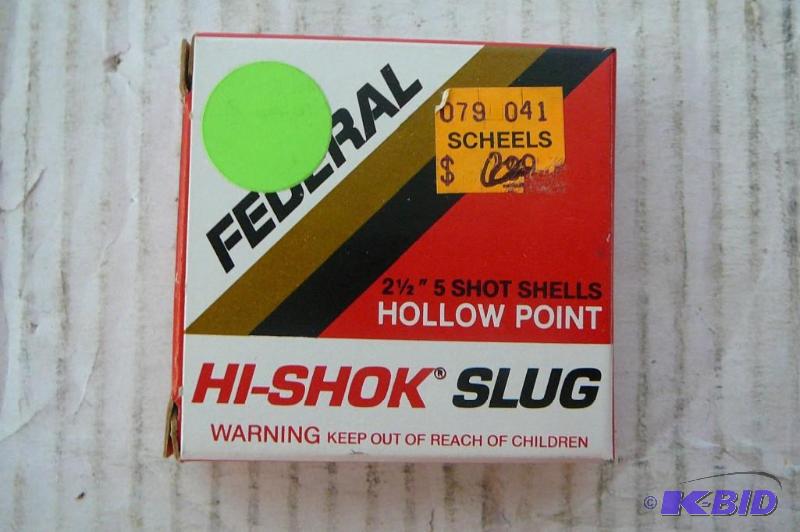 FEDERAL
079 041
SCHEELS
$
2½" 5 SHOT SHELLS
HOLLOW POINT
HI-SHOK® SLUG
WARNING KEEP OUT OF REACH OF CHILDREN
© K-BID